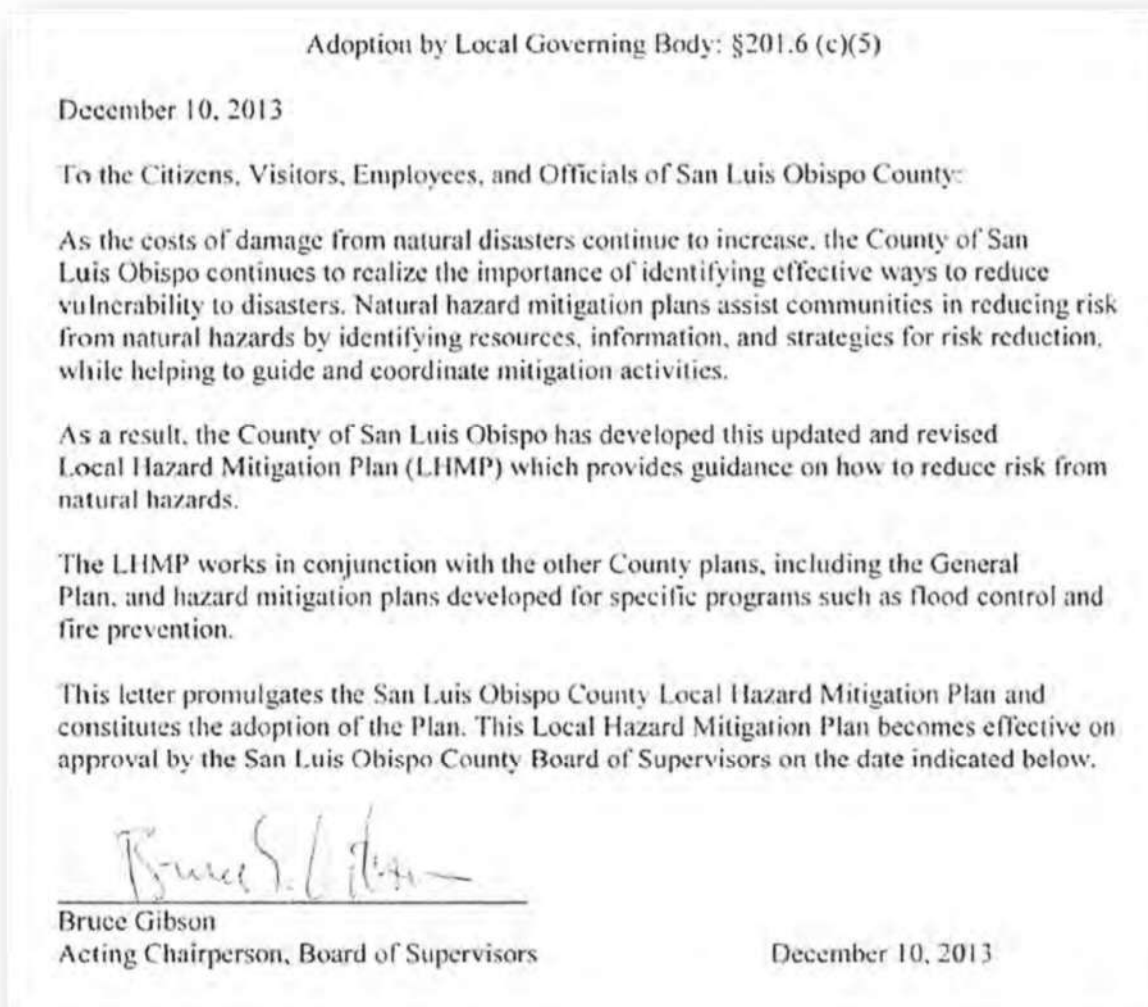 Adoption by Local Governing Body: §201.6 (c)(5)
December 10, 2013
To the Citizens, Visitors, Employees, and Officials of San Luis Obispo County:
As the costs of damage from natural disasters continue to increase, the County of San
Luis Obispo continues to realize the importance of identifying effective ways to reduce
vulnerability to disasters. Natural hazard mitigation plans assist communities in reducing risk
from natural hazards by identifying resources, information, and strategies for risk reduction,
while helping to guide and coordinate mitigation activities.
As a result, the County of San Luis Obispo has developed this updated and revised
Local Hazard Mitigation Plan (LHMP) which provides guidance on how to reduce risk from
natural hazards.
The LHMP works in conjunction with the other County plans, including the General
Plan, and hazard mitigation plans developed for specific programs such as flood control and
fire prevention.
This letter promulgates the San Luis Obispo County Local Hazard Mitigation Plan and
constitutes the adoption of the Plan. This Local Hazard Mitigation Plan becomes effective on
approval by the San Luis Obispo County Board of Supervisors on the date indicated below.
Bruce S. Gibson
Bruce Gibson
Acting Chairperson, Board of Supervisors December 10, 2013